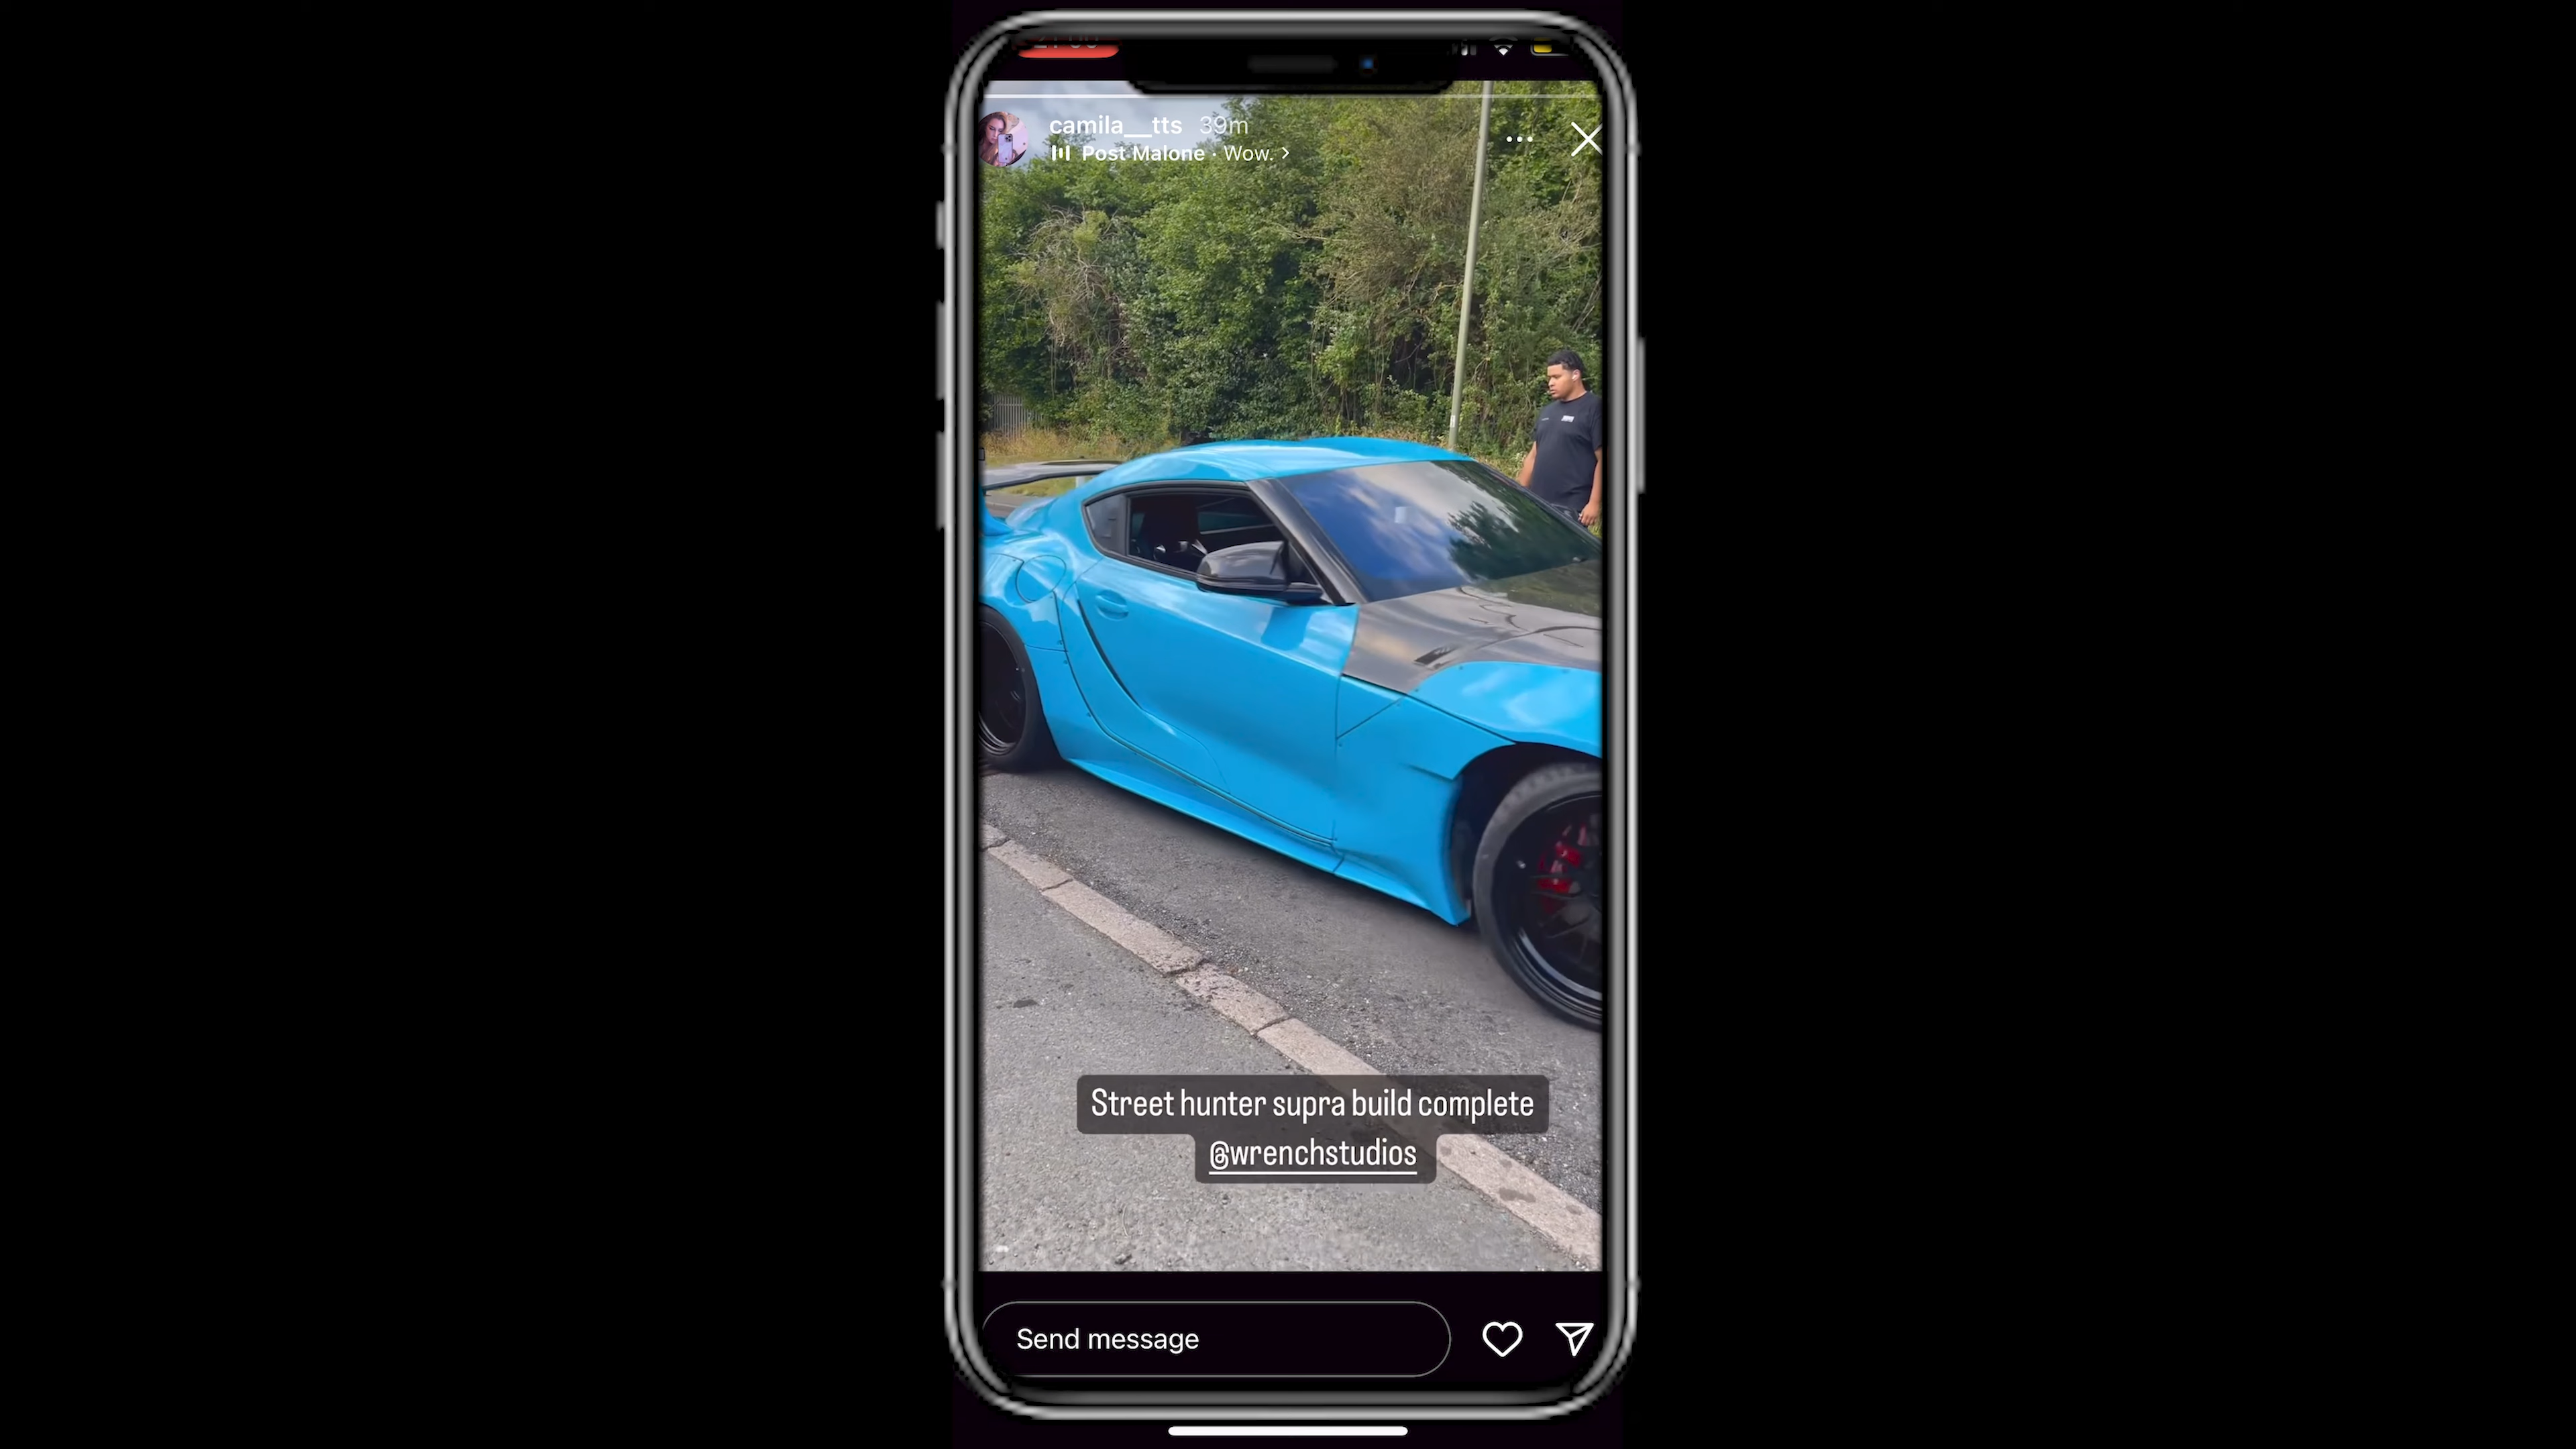 camila__tts 39m
Post Malone · Wow. >
Street hunter supra build complete
@wrenchstudios
Send message